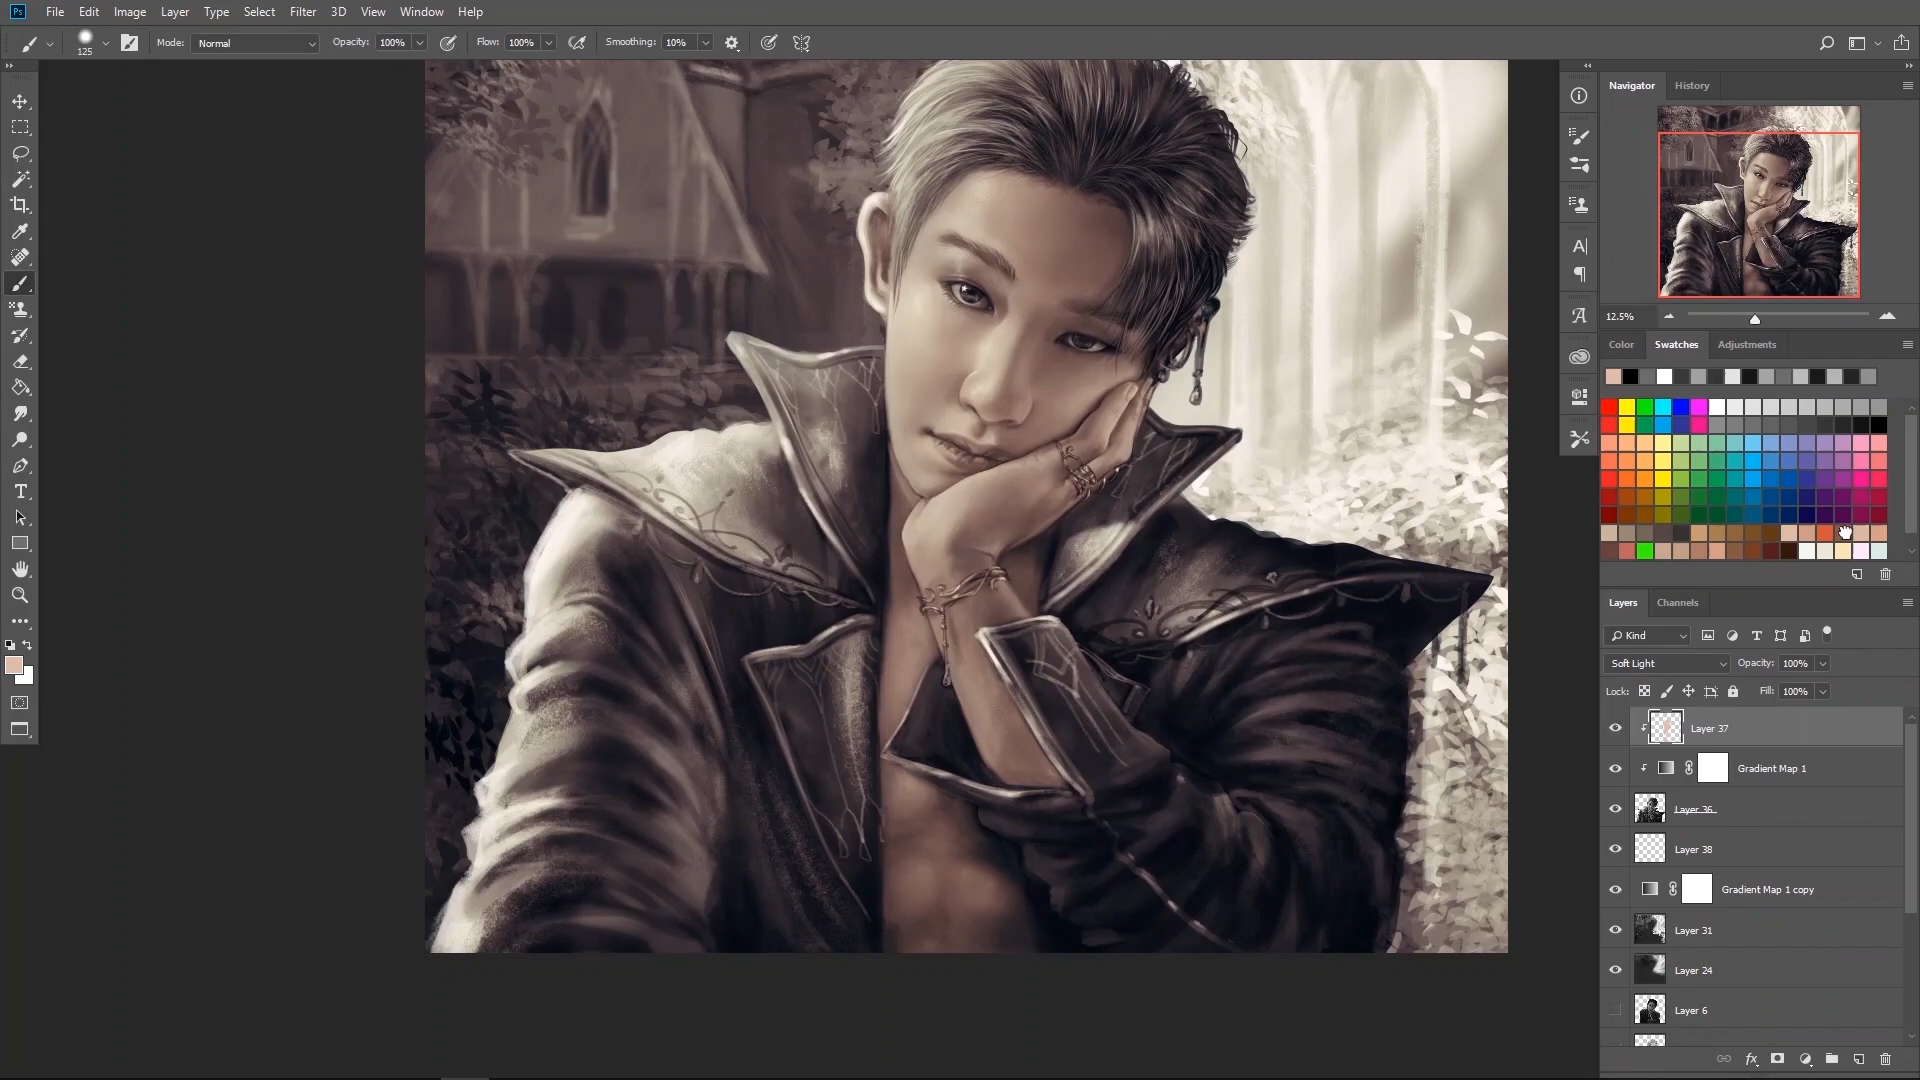 Ps File Edit Image Layer Type Select Filter 3D View Window Help
125 Mode: Normal Opacity: 100% Flow: 100% Smoothing: 10%
Navigator History
12.5%
Color Swatches Adjustments
Layers Channels
Kind
Soft Light Opacity: 100%
Lock: Fill: 100%
Layer 37
Gradient Map 1
Layer 36
Layer 38
Gradient Map 1 copy
Layer 31
Layer 24
Layer 6